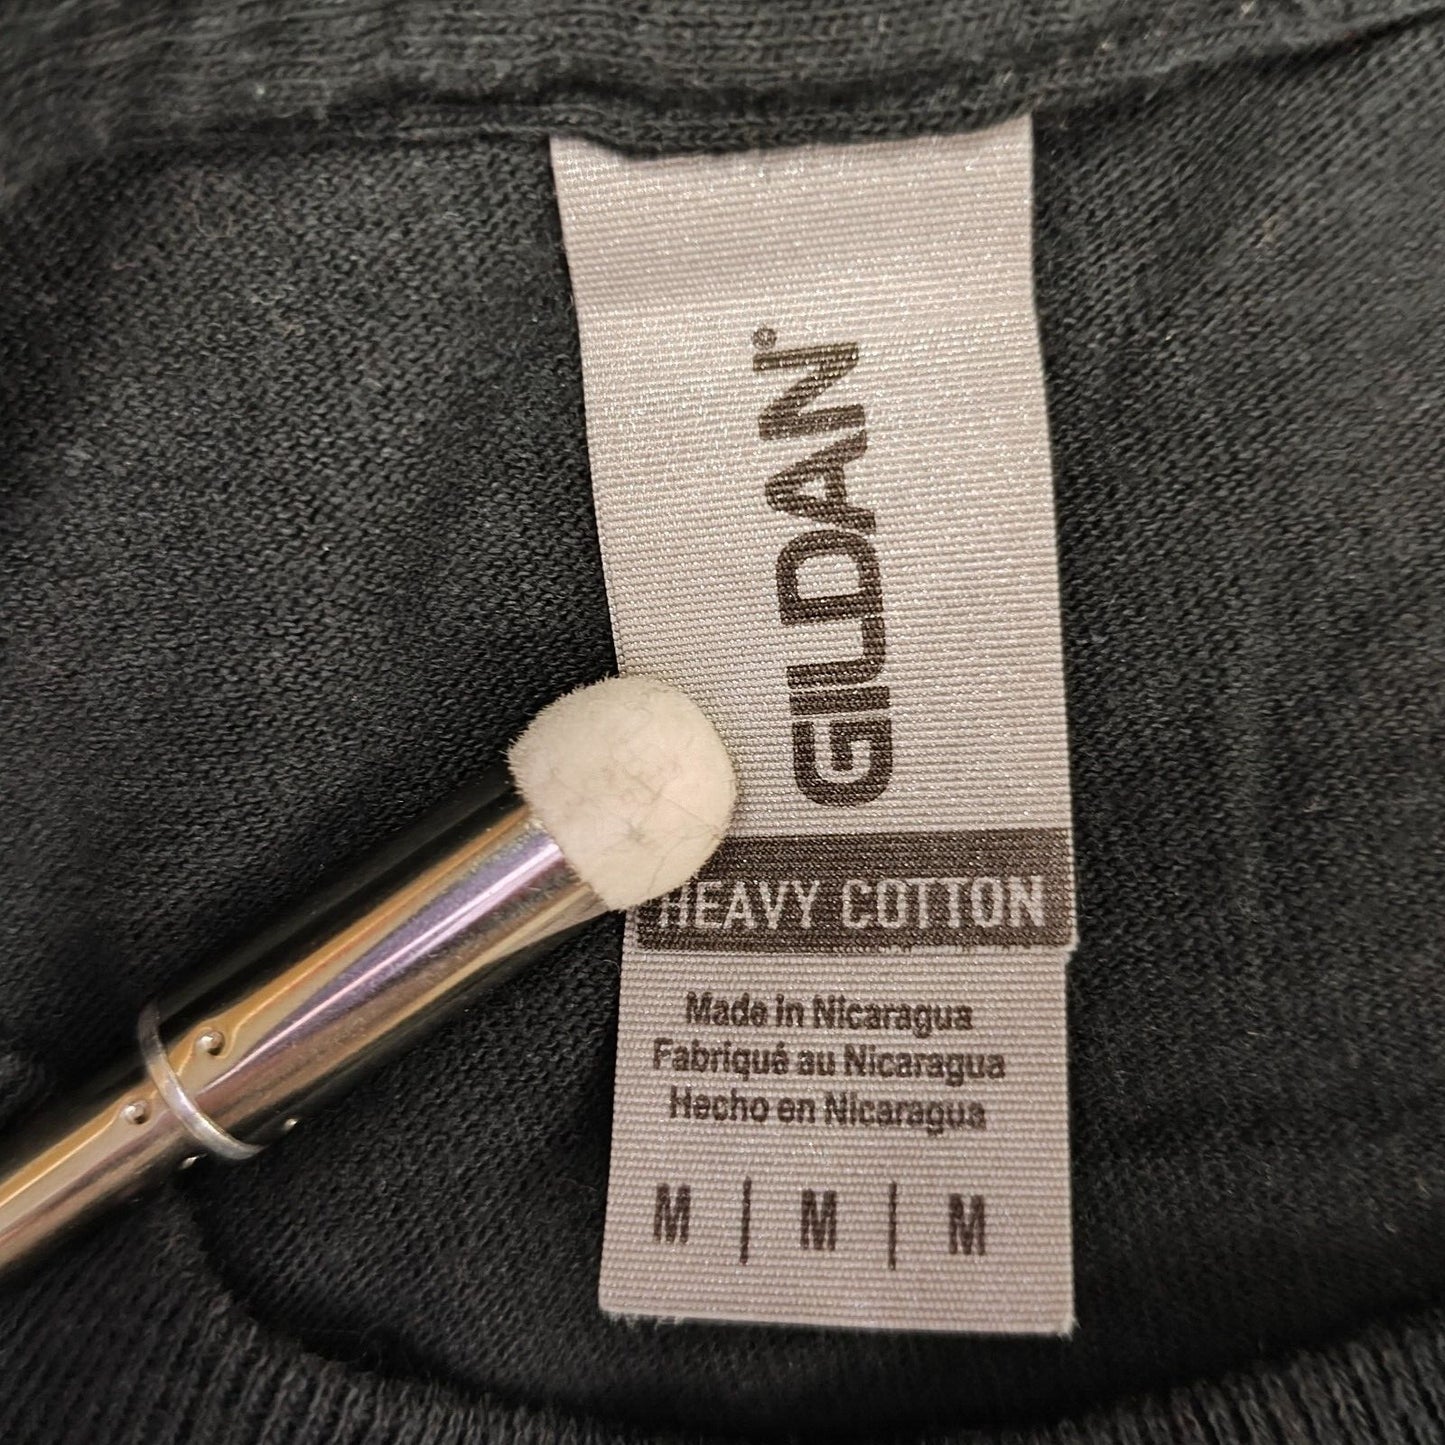 GILDAN®
HEAVY COTTON
Made in Nicaragua
Fabriqué au Nicaragua
Hecho en Nicaragua
M | M | M